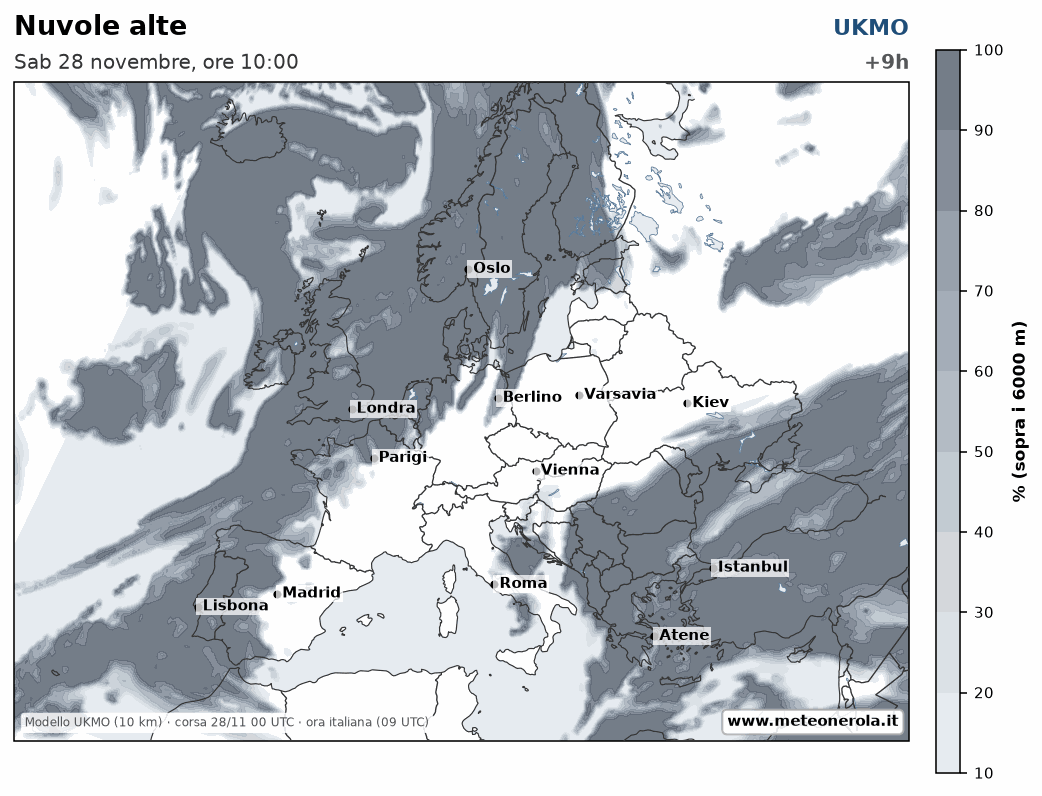 Nuvole alte
UKMO
Sab 28 novembre, ore 10:00
+9h
100
90
80
70
60
50
40
30
20
10
% (sopra i 6000 m)
Oslo
Berlino
Varsavia
Kiev
Londra
Parigi
Vienna
Istanbul
Roma
Madrid
Lisbona
Atene
Modello UKMO (10 km) · corsa 28/11 00 UTC · ora italiana (09 UTC)
www.meteonerola.it